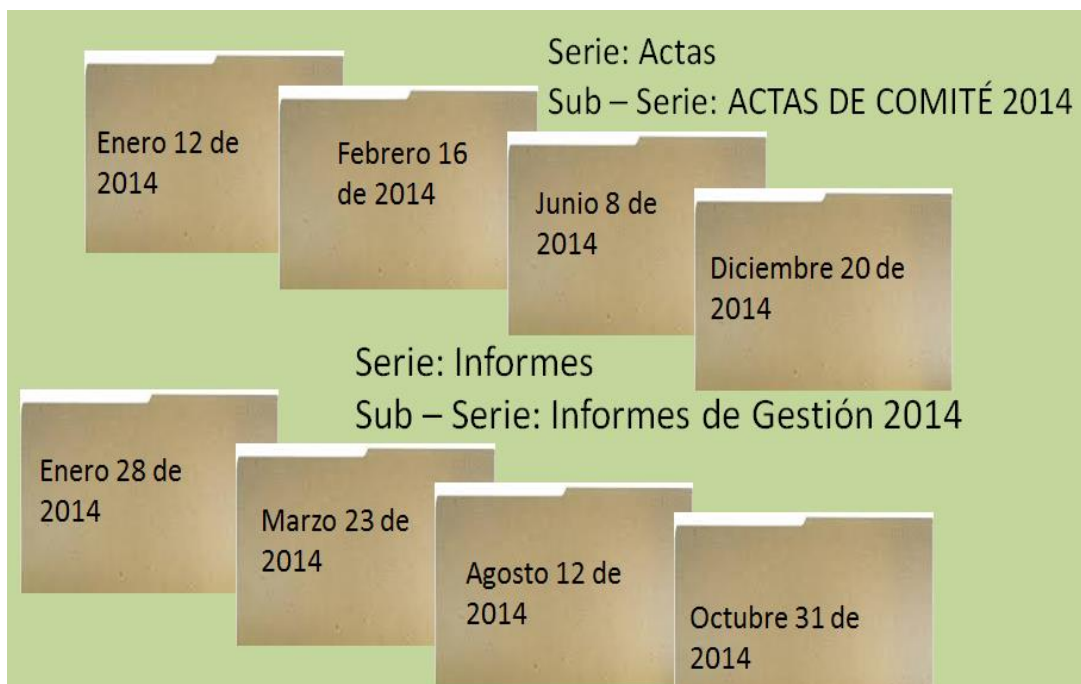 Serie: Actas
Sub – Serie: ACTAS DE COMITÉ 2014
Enero 12 de
2014
Febrero 16
de 2014
Junio 8 de
2014
Diciembre 20 de
2014
Serie: Informes
Sub – Serie: Informes de Gestión 2014
Enero 28 de
2014
Marzo 23 de
2014
Agosto 12 de
2014
Octubre 31 de
2014